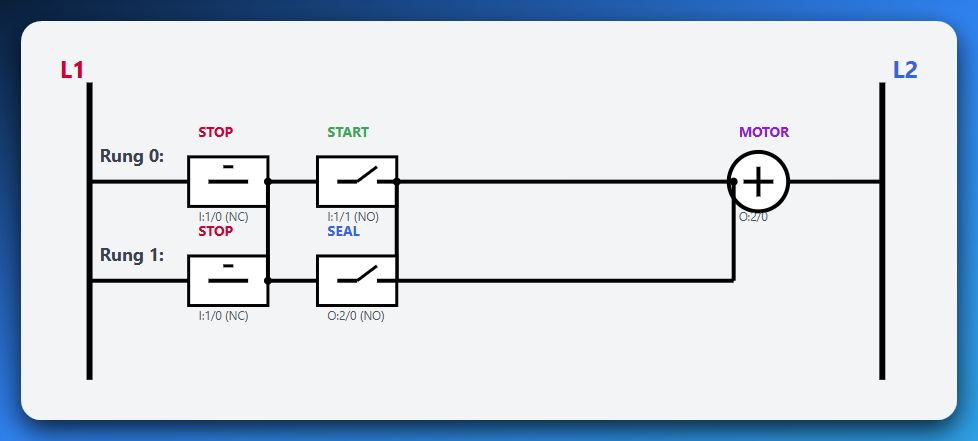 L1
L2
STOP
START
MOTOR
Rung 0:
I:1/0 (NC)
I:1/1 (NO)
O:2/0
STOP
SEAL
Rung 1:
I:1/0 (NC)
O:2/0 (NO)